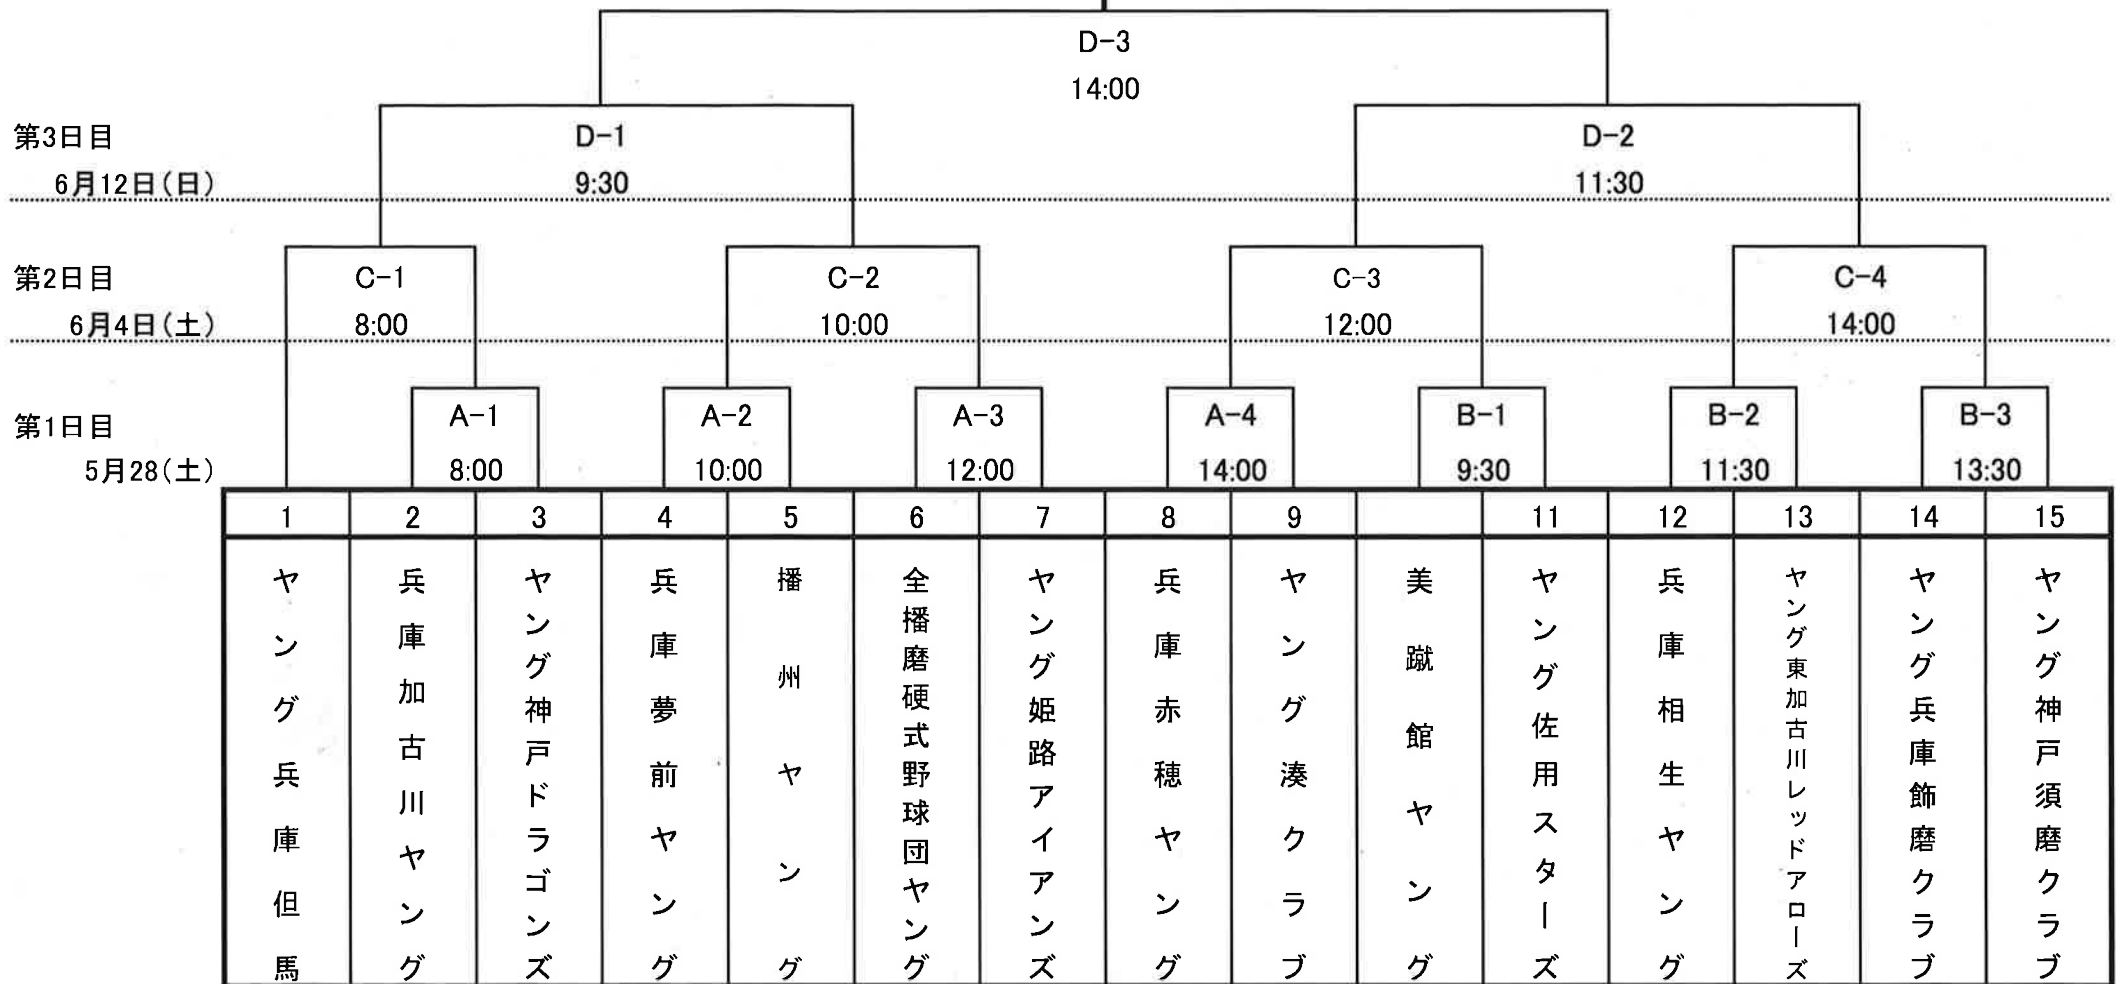 D-3
14:00
第3日目
D-1
D-2
6月12日(日)
9:30
11:30
第2日目
C-1
C-2
C-3
C-4
6月4日(土)
8:00
10:00
12:00
14:00
第1日目
A-1
A-2
A-3
A-4
B-1
B-2
B-3
5月28(土)
8:00
10:00
12:00
14:00
9:30
11:30
13:30
1
2
3
4
5
6
7
8
9
11
12
13
14
15
ヤング兵庫但馬
兵庫加古川ヤング
ヤング神戸ドラゴンズ
兵庫夢前ヤング
播州ヤング
全播磨硬式野球団ヤング
ヤング姫路アイアンズ
兵庫赤穂ヤング
ヤング湊クラブ
美蹴館ヤング
ヤング佐用スターズ
兵庫相生ヤング
ヤング東加古川レッドアローズ
ヤング兵庫飾磨クラブ
ヤング神戸須磨クラブ